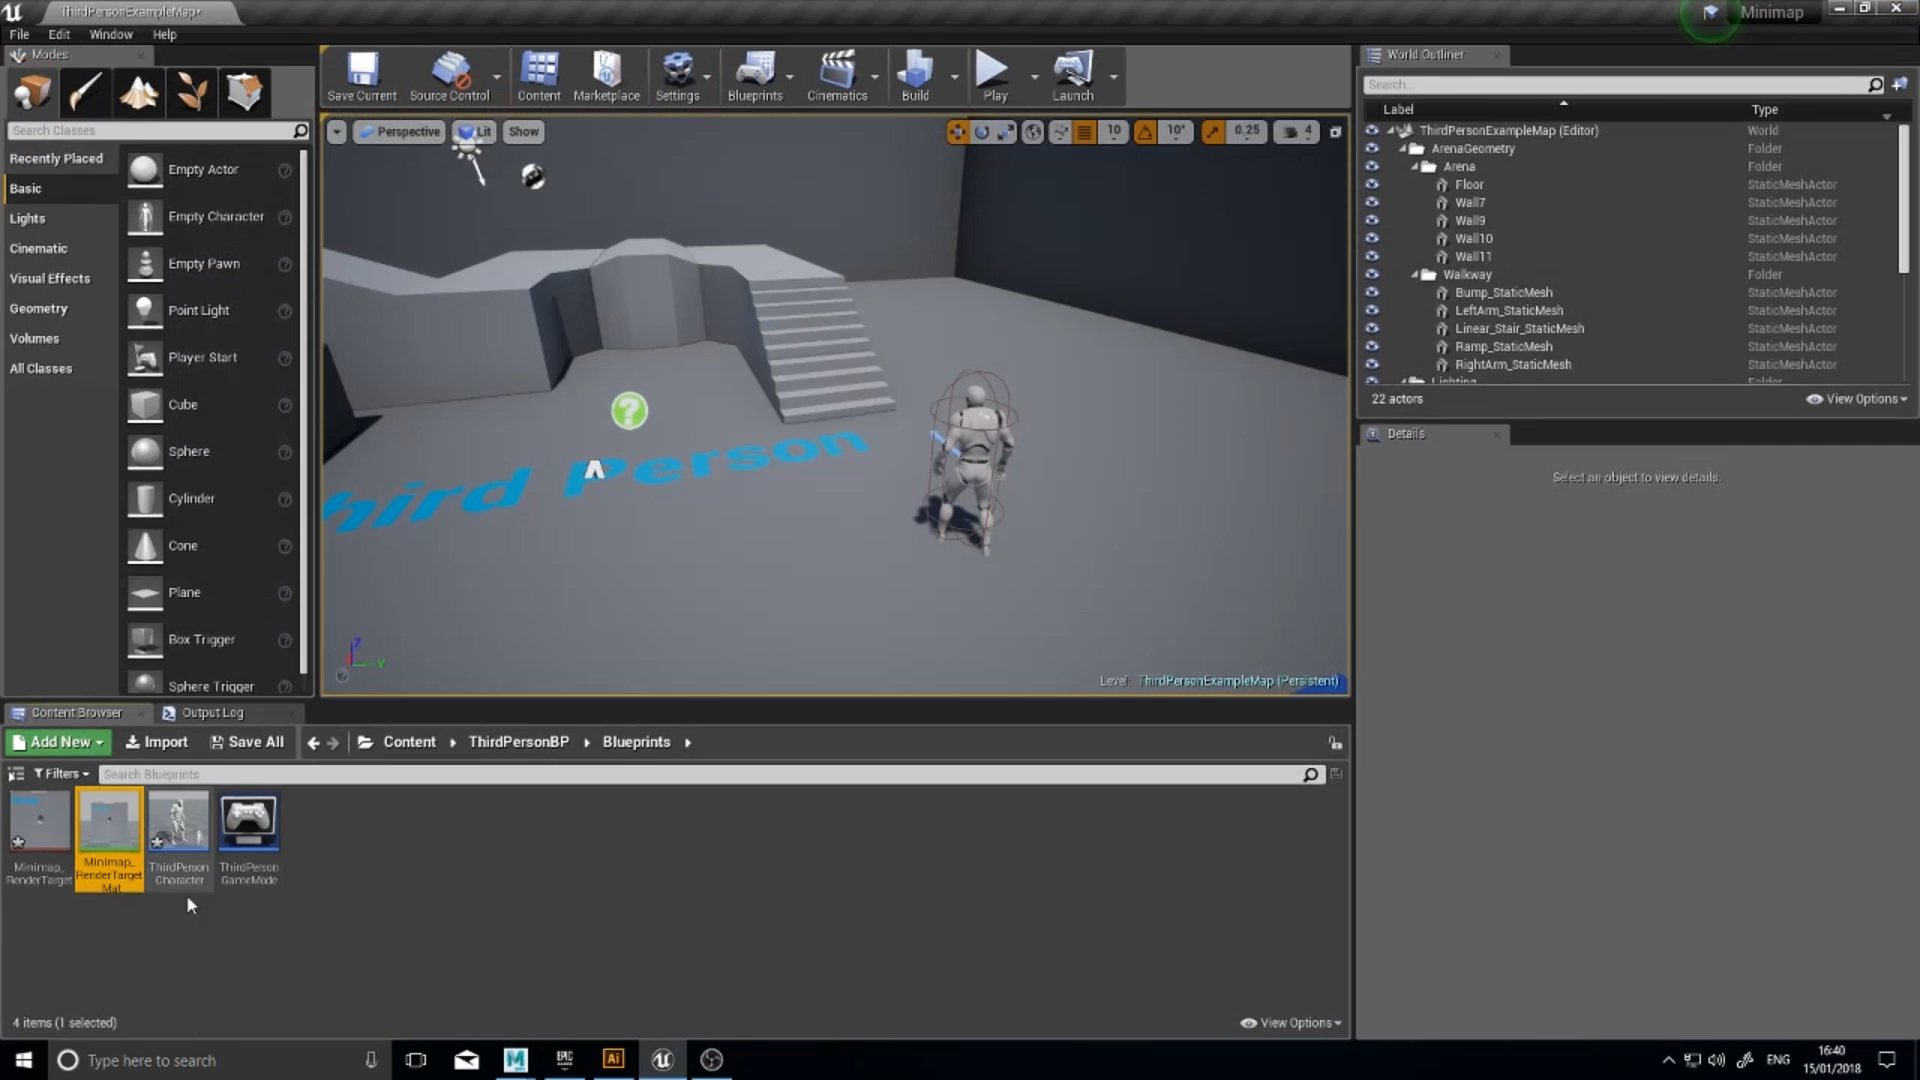 ThirdPersonExampleMap*
Minimap
File Edit Window Help
Modes
Save Current
Source Control
Content
Marketplace
Settings
Blueprints
Cinematics
Build
Play
Launch
Search Classes
Recently Placed
Basic
Lights
Cinematic
Visual Effects
Geometry
Volumes
All Classes
Empty Actor
Empty Character
Empty Pawn
Point Light
Player Start
Cube
Sphere
Cylinder
Cone
Plane
Box Trigger
Sphere Trigger
Perspective
Lit
Show
10
10°
0.25
4
hird Person
Z
Y
Level: ThirdPersonExampleMap (Persistent)
World Outliner
Search...
Label Type
ThirdPersonExampleMap (Editor) World
ArenaGeometry Folder
Arena Folder
Floor StaticMeshActor
Wall7 StaticMeshActor
Wall9 StaticMeshActor
Wall10 StaticMeshActor
Wall11 StaticMeshActor
Walkway Folder
Bump_StaticMesh StaticMeshActor
LeftArm_StaticMesh StaticMeshActor
Linear_Stair_StaticMesh StaticMeshActor
Ramp_StaticMesh StaticMeshActor
RightArm_StaticMesh StaticMeshActor
Lighting Folder
22 actors
View Options
Details
Select an object to view details.
Content Browser
Output Log
Add New
Import
Save All
Content
ThirdPersonBP
Blueprints
Filters
Search Blueprints
Minimap_
RenderTarget
Minimap_
RenderTarget
Mat
ThirdPerson
Character
ThirdPerson
GameMode
4 items (1 selected)
View Options
Type here to search
M
EPIC
Ai
ENG
16:40
15/01/2018